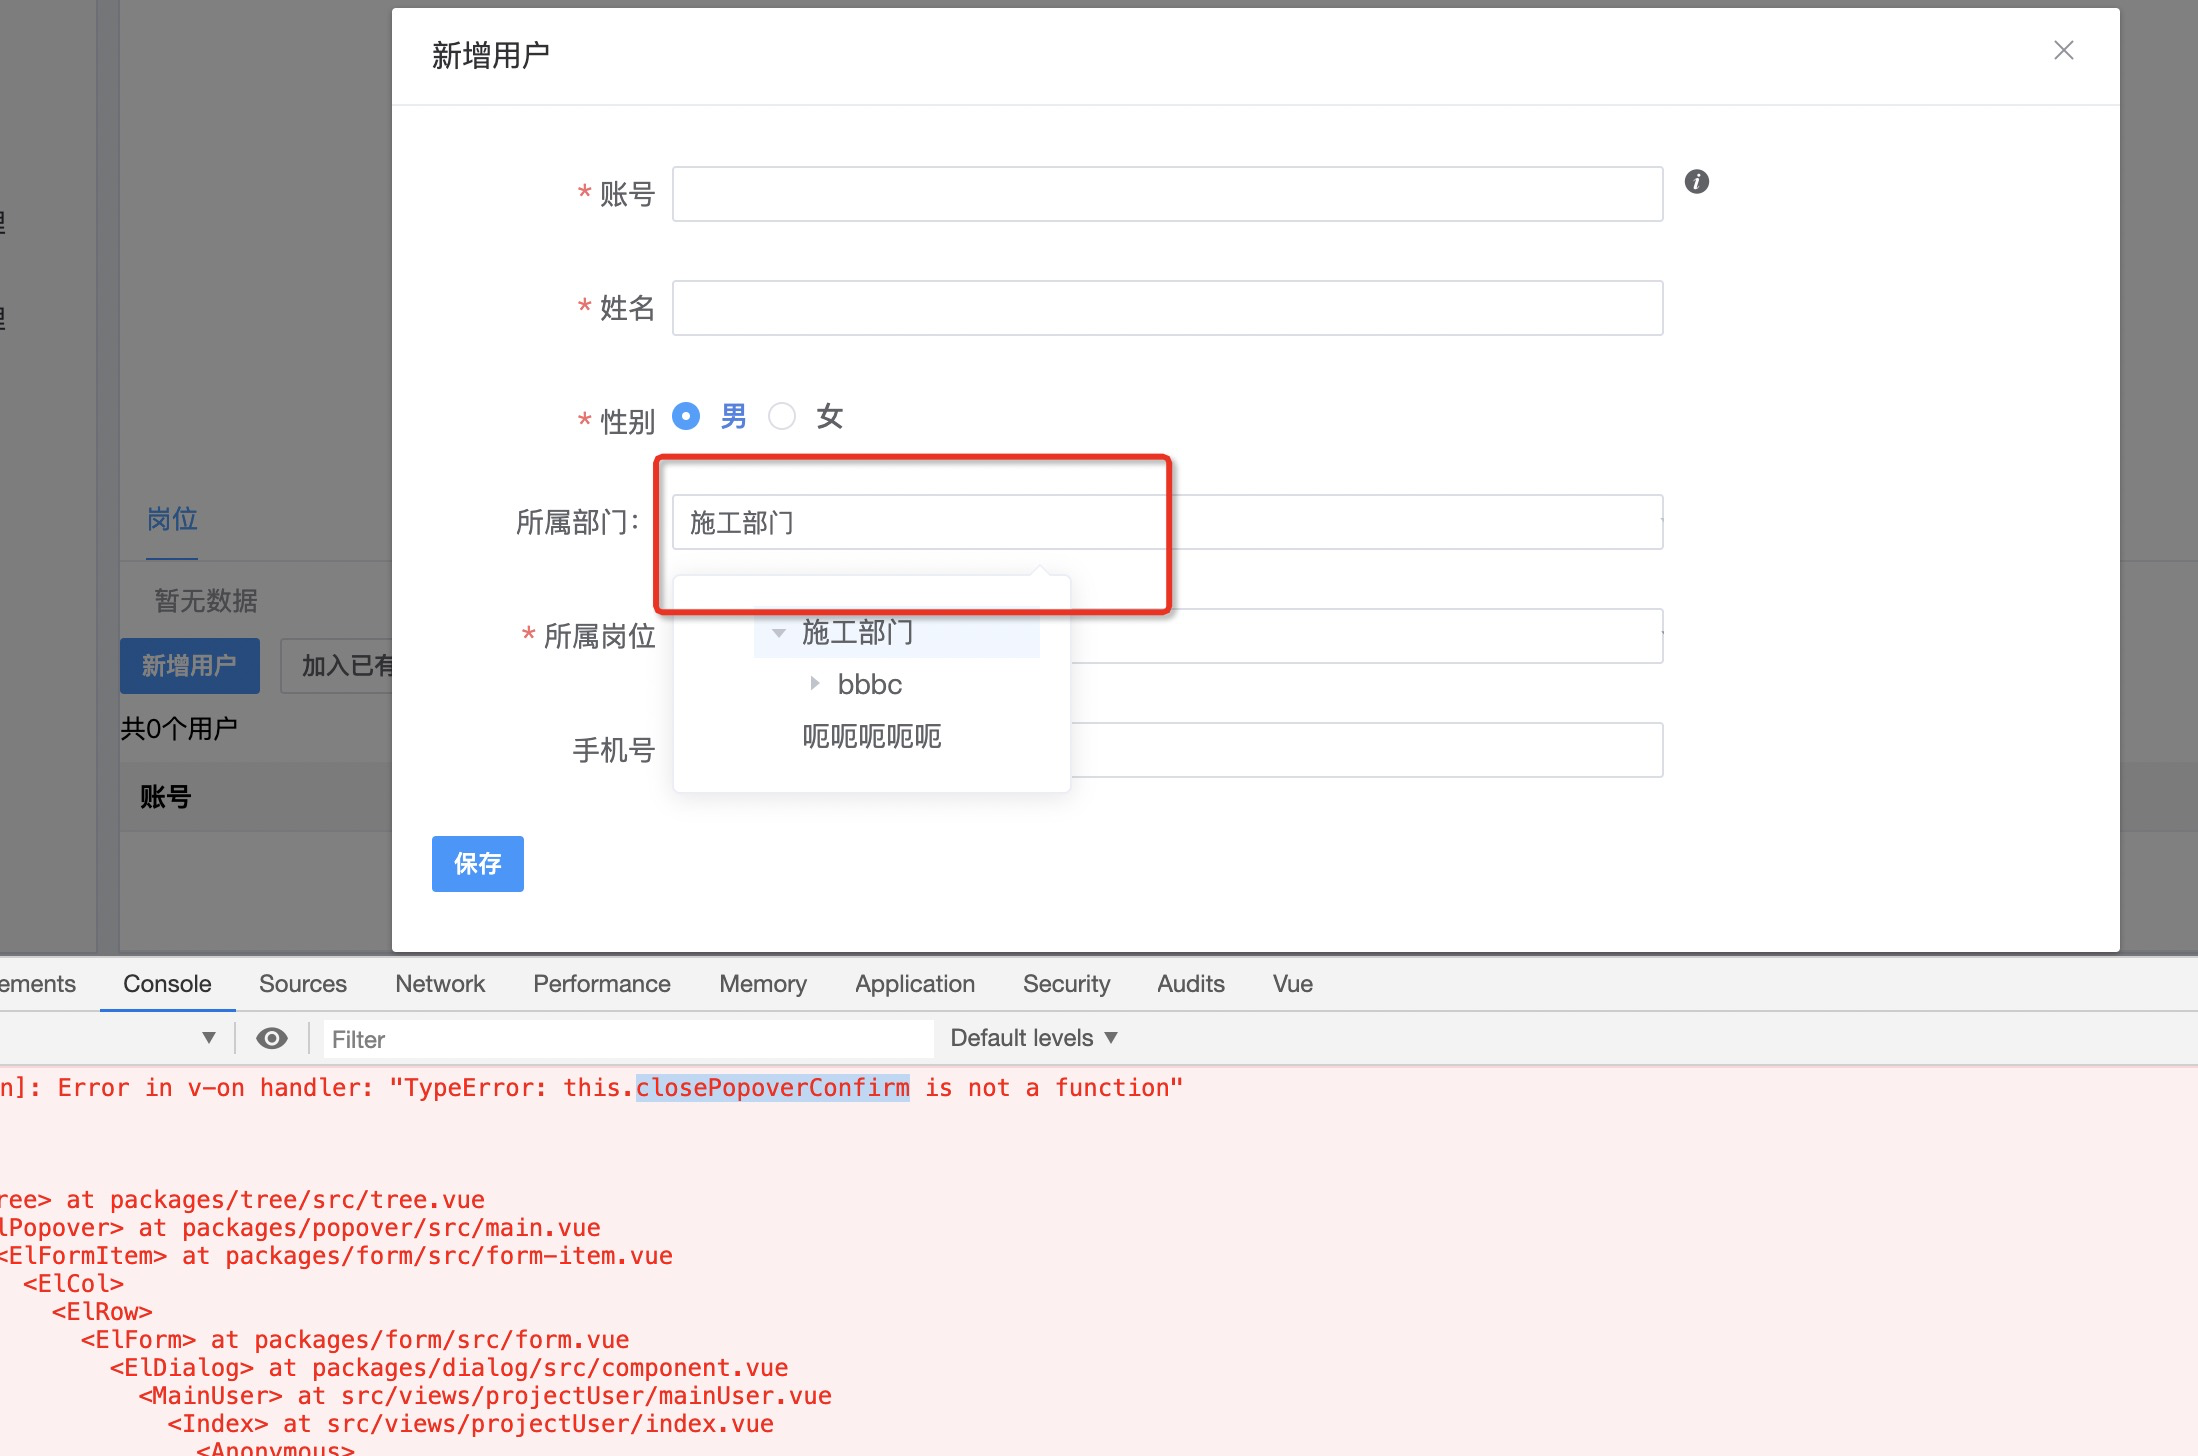 新增用户
理
* 账号
i
* 姓名
理
* 性别 男 女
所属部门: 施工部门
岗位
暂无数据
施工部门
* 所属岗位
bbbc
新增用户
加入已有
呃呃呃呃呃
共0个用户
手机号
账号
保存
ements Console Sources Network Performance Memory Application Security Audits Vue
Filter Default levels
n]: Error in v-on handler: "TypeError: this.closePopoverConfirm is not a function"
ree> at packages/tree/src/tree.vue
lPopover> at packages/popover/src/main.vue
<ElFormItem> at packages/form/src/form-item.vue
<ElCol>
<ElRow>
<ElForm> at packages/form/src/form.vue
<ElDialog> at packages/dialog/src/component.vue
<MainUser> at src/views/projectUser/mainUser.vue
<Index> at src/views/projectUser/index.vue
<Anonymous>